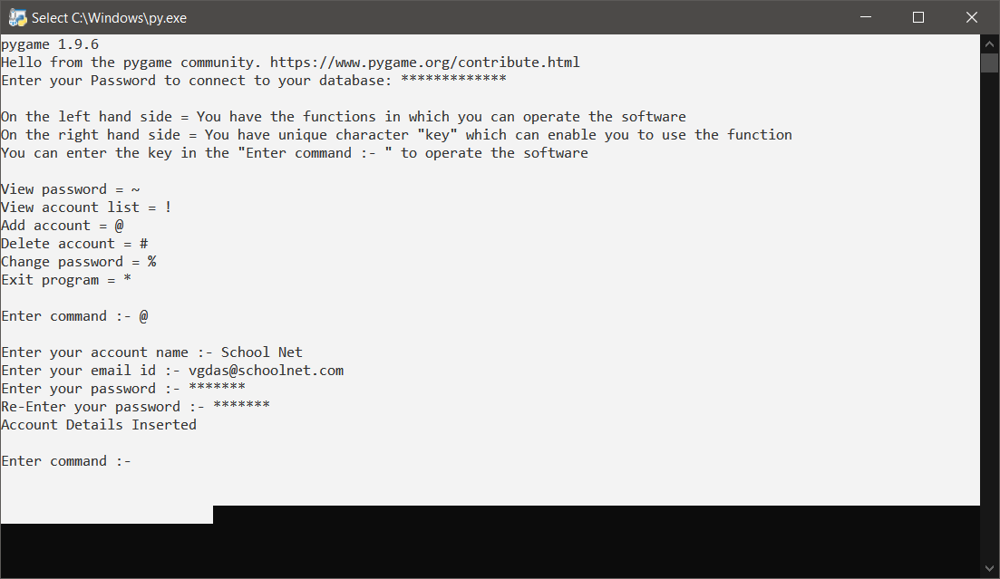 Select C:\Windows\py.exe
pygame 1.9.6
Hello from the pygame community. https://www.pygame.org/contribute.html
Enter your Password to connect to your database: *************
On the left hand side = You have the functions in which you can operate the software
On the right hand side = You have unique character "key" which can enable you to use the function
You can enter the key in the "Enter command :- " to operate the software
View password = ~
View account list = !
Add account = @
Delete account = #
Change password = %
Exit program = *
Enter command :- @
Enter your account name :- School Net
Enter your email id :- vgdas@schoolnet.com
Enter your password :- *******
Re-Enter your password :- *******
Account Details Inserted
Enter command :-